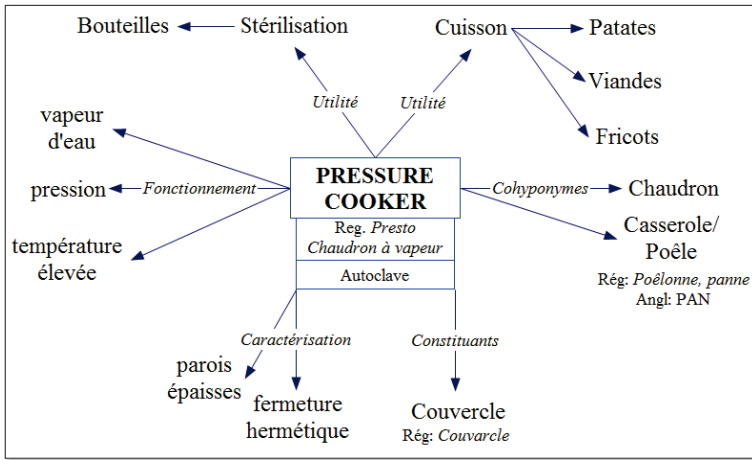 Bouteilles
Stérilisation
Cuisson
Patates
Viandes
Fricots
Utilité
Utilité
vapeur
d'eau
pression
Fonctionnement
température
élevée
PRESSURE
COOKER
Reg. Presto
Chaudron à vapeur
Autoclave
Cohyponymes
Chaudron
Casserole/
Poêle
Rég: Poêlonne, panne
Angl: PAN
Caractérisation
parois
épaisses
fermeture
hermétique
Constituants
Couvercle
Rég: Couvarcle